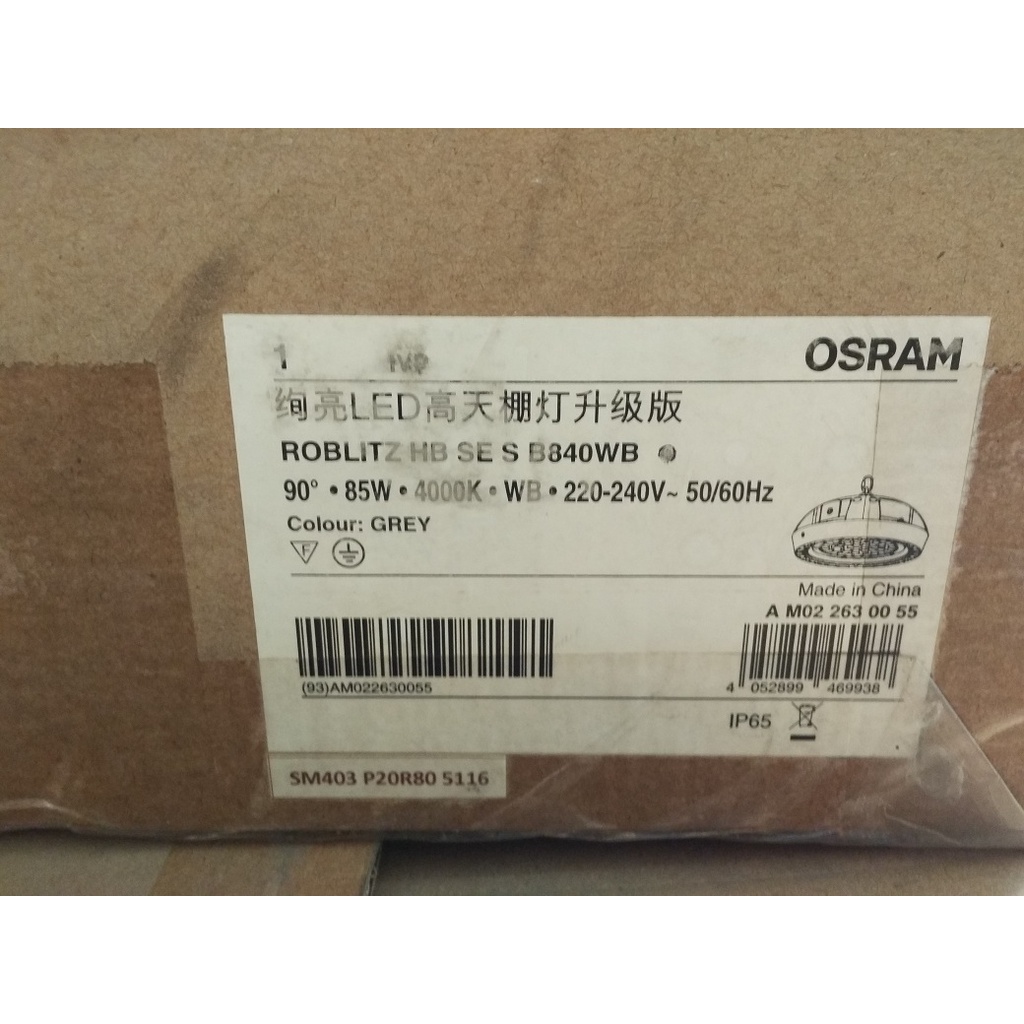 1
OSRAM
绚亮LED高天棚灯升级版
ROBLITZ HB SE S B840WB
90° • 85W • 4000K • WB • 220-240V~ 50/60Hz
Colour: GREY
F
Made in China
A M02 263 00 55
(93)AM022630055
4 052899 469938
IP65
SM403 P20R80 5116